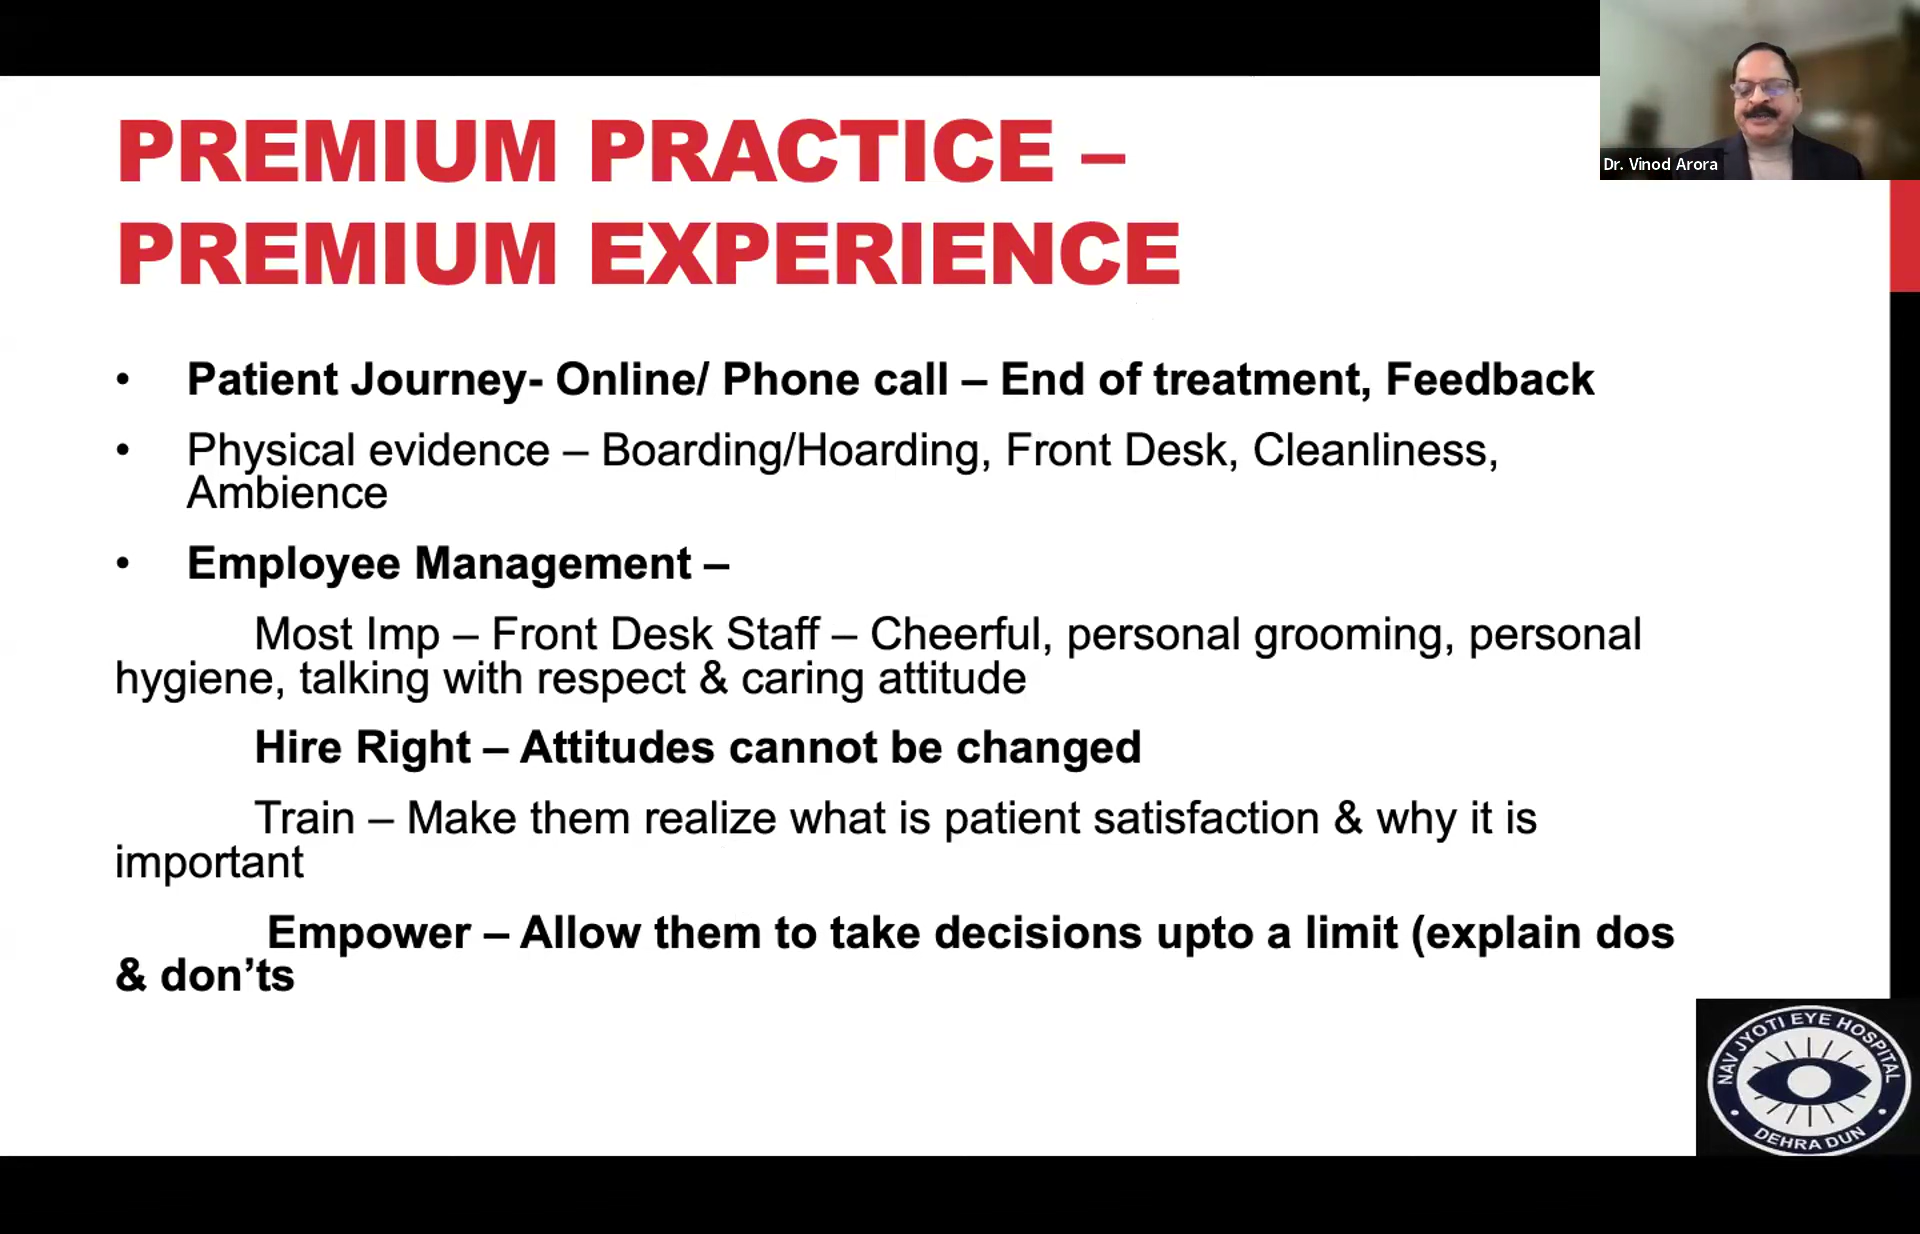 PREMIUM PRACTICE –
PREMIUM EXPERIENCE
Dr. Vinod Arora
• Patient Journey- Online/ Phone call – End of treatment, Feedback
• Physical evidence – Boarding/Hoarding, Front Desk, Cleanliness,
Ambience
• Employee Management –
Most Imp – Front Desk Staff – Cheerful, personal grooming, personal
hygiene, talking with respect & caring attitude
Hire Right – Attitudes cannot be changed
Train – Make them realize what is patient satisfaction & why it is
important
Empower – Allow them to take decisions upto a limit (explain dos
& don’ts
NAV JYOTI EYE HOSPITAL
DEHRA DUN